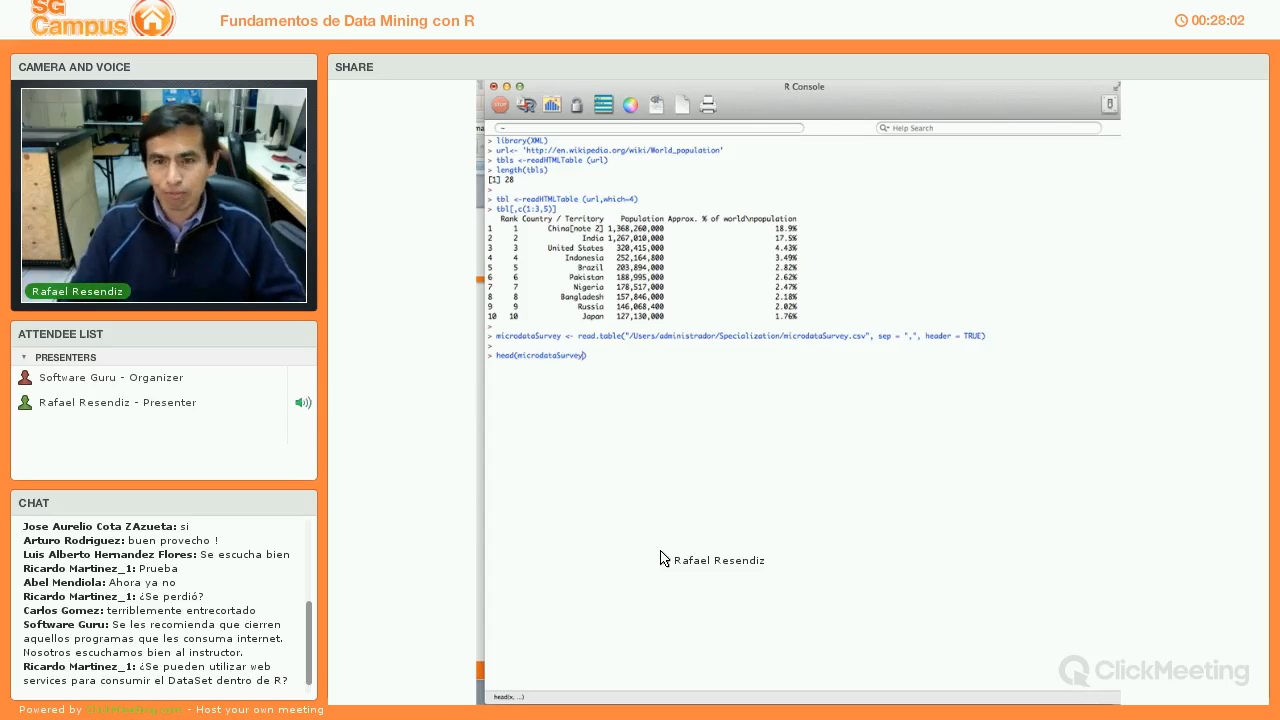 SG
Campus
Fundamentos de Data Mining con R
00:28:02
CAMERA AND VOICE
Rafael Resendiz
ATTENDEE LIST
PRESENTERS
Software Guru - Organizer
Rafael Resendiz - Presenter
CHAT
Jose Aurelio Cota ZAzueta: si
Arturo Rodriguez: buen provecho !
Luis Alberto Hernandez Flores: Se escucha bien
Ricardo Martinez_1: Prueba
Abel Mendiola: Ahora ya no
Ricardo Martinez_1: ¿Se perdió?
Carlos Gomez: terriblemente entrecortado
Software Guru: Se les recomienda que cierren
aquellos programas que les consuma internet.
Nosotros escuchamos bien al instructor.
Ricardo Martinez_1: ¿Se pueden utilizar web
services para consumir el DataSet dentro de R?
Powered by ClickMeeting.com - Host your own meeting
SHARE
R Console
STOP
Help Search
> library(XML)
> url<- 'http://en.wikipedia.org/wiki/World_population'
> tbls <-readHTMLTable (url)
> length(tbls)
[1] 28
>
> tbl <-readHTMLTable (url,which=4)
> tbl[,c(1:3,5)]
Rank Country / Territory Population Approx. % of world\npopulation
1 1 China[note 2] 1,368,260,000 18.9%
2 2 India 1,267,010,000 17.5%
3 3 United States 320,415,000 4.43%
4 4 Indonesia 252,164,800 3.49%
5 5 Brazil 203,894,000 2.82%
6 6 Pakistan 188,995,000 2.62%
7 7 Nigeria 178,517,000 2.47%
8 8 Bangladesh 157,846,000 2.18%
9 9 Russia 146,068,400 2.02%
10 10 Japan 127,130,000 1.76%
>
> microdataSurvey <- read.table("/Users/administrador/Specialization/microdataSurvey.csv", sep = ",", header = TRUE)
>
> head(microdataSurvey)
Rafael Resendiz
ClickMeeting
head(x, ...)